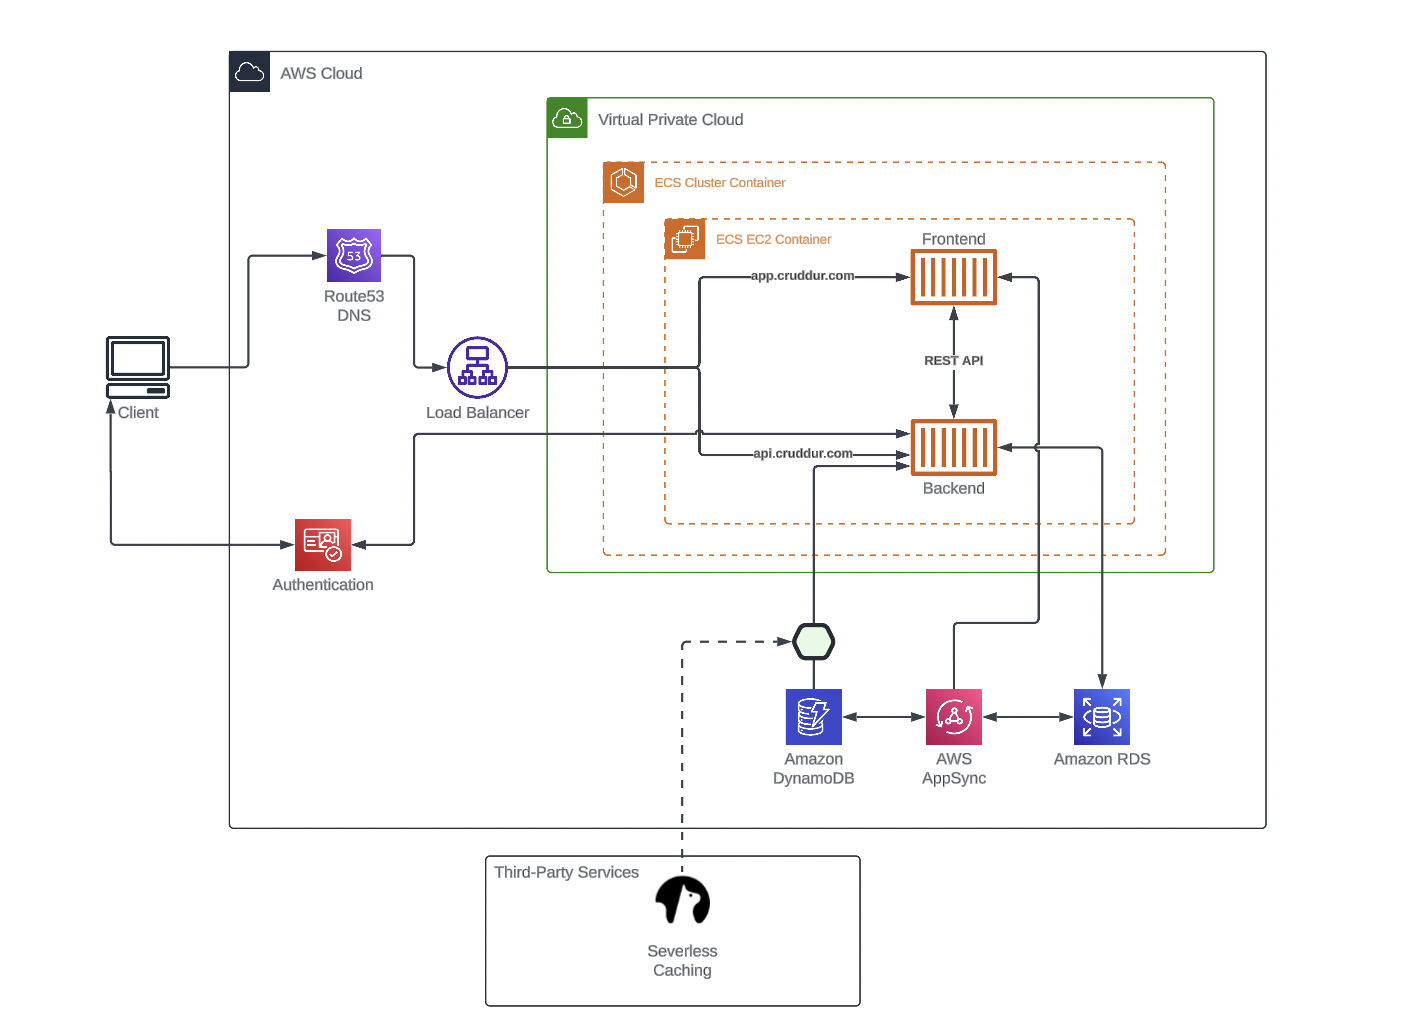 AWS Cloud
Virtual Private Cloud
ECS Cluster Container
ECS EC2 Container
Frontend
53
app.cruddur.com
Route53
DNS
REST API
Client
Load Balancer
api.cruddur.com
Backend
Authentication
Amazon
DynamoDB
AWS
AppSync
Amazon RDS
Third-Party Services
Severless
Caching